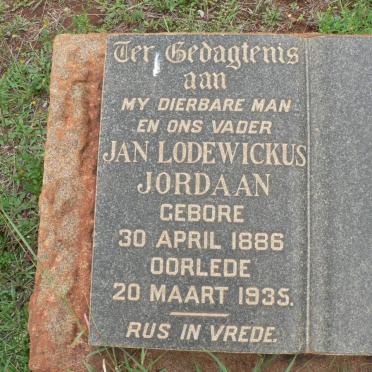 Ter Gedagtenis
aan
MY DIERBARE MAN
EN ONS VADER
JAN LODEWICKUS
JORDAAN
GEBORE
30 APRIL 1886
OORLEDE
20 MAART 1935.
RUS IN VREDE.